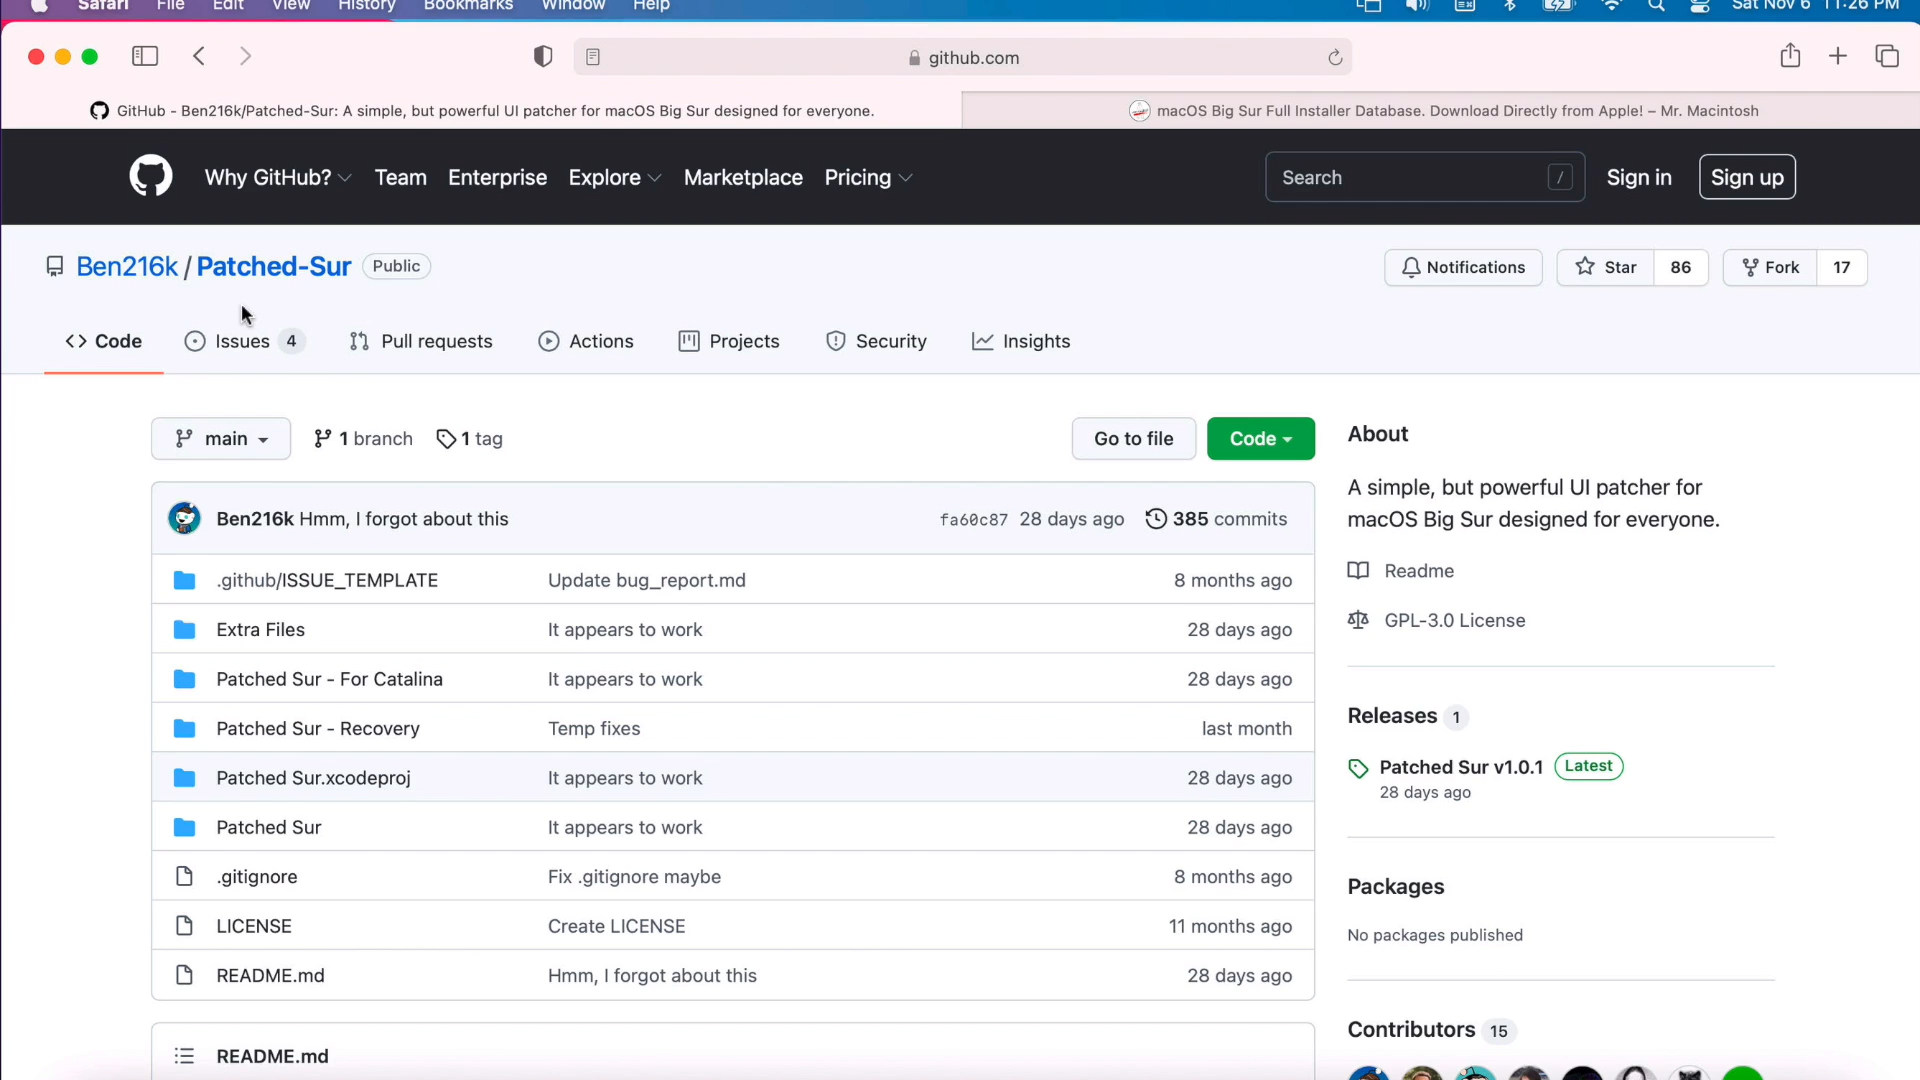 Safari File Edit View History Bookmarks Window Help Sat Nov 6 11:26 PM
github.com
GitHub - Ben216k/Patched-Sur: A simple, but powerful UI patcher for macOS Big Sur designed for everyone.
macOS Big Sur Full Installer Database. Download Directly from Apple! – Mr. Macintosh
Why GitHub? Team Enterprise Explore Marketplace Pricing Search / Sign in Sign up
Ben216k / Patched-Sur Public
Notifications Star 86 Fork 17
Code Issues 4 Pull requests Actions Projects Security Insights
main 1 branch 1 tag Go to file Code
Ben216k Hmm, I forgot about this fa60c87 28 days ago 385 commits
.github/ISSUE_TEMPLATE Update bug_report.md 8 months ago
Extra Files It appears to work 28 days ago
Patched Sur - For Catalina It appears to work 28 days ago
Patched Sur - Recovery Temp fixes last month
Patched Sur.xcodeproj It appears to work 28 days ago
Patched Sur It appears to work 28 days ago
.gitignore Fix .gitignore maybe 8 months ago
LICENSE Create LICENSE 11 months ago
README.md Hmm, I forgot about this 28 days ago
README.md
About
A simple, but powerful UI patcher for
macOS Big Sur designed for everyone.
Readme
GPL-3.0 License
Releases 1
Patched Sur v1.0.1 Latest
28 days ago
Packages
No packages published
Contributors 15